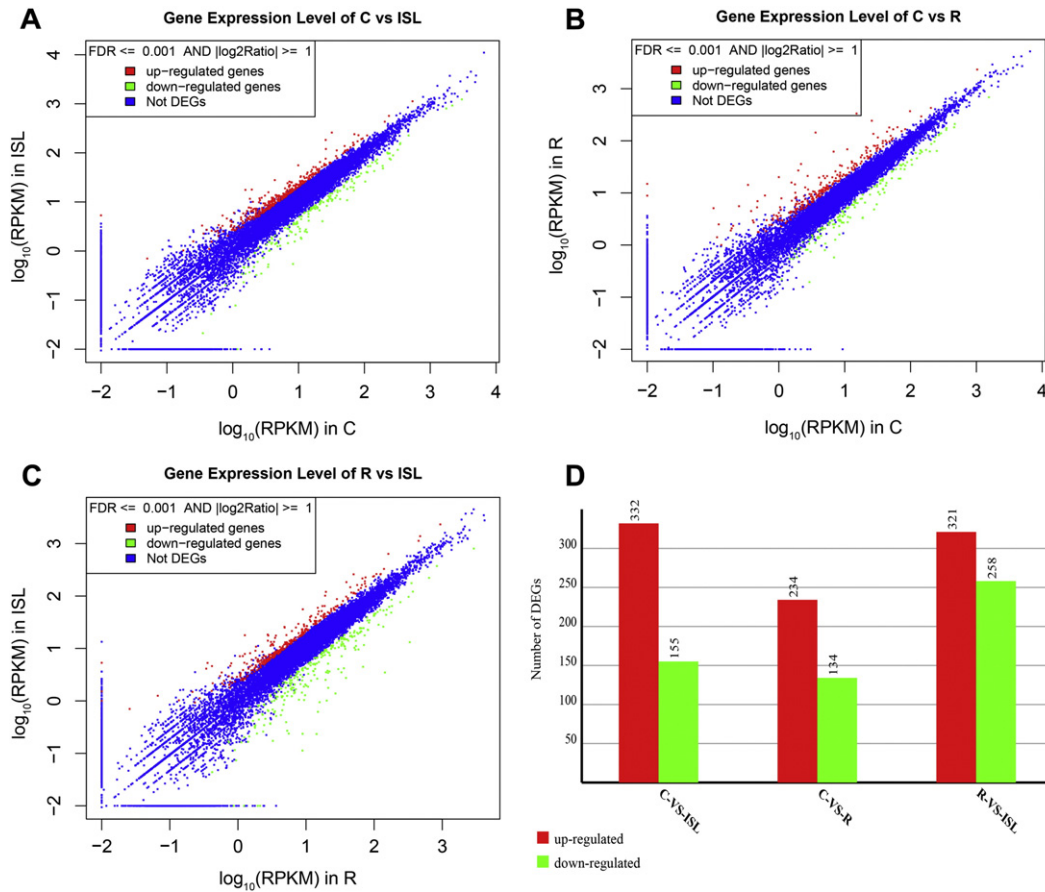 A
Gene Expression Level of C vs ISL
FDR <= 0.001 AND |log2Ratio| >= 1
up-regulated genes
down-regulated genes
Not DEGs
log10(RPKM) in ISL
4
3
2
1
0
−1
−2
−2 −1 0 1 2 3 4
log10(RPKM) in C
B
Gene Expression Level of C vs R
FDR <= 0.001 AND |log2Ratio| >= 1
up-regulated genes
down-regulated genes
Not DEGs
log10(RPKM) in R
3
2
1
0
−1
−2
−2 −1 0 1 2 3 4
log10(RPKM) in C
C
Gene Expression Level of R vs ISL
FDR <= 0.001 AND |log2Ratio| >= 1
up-regulated genes
down-regulated genes
Not DEGs
log10(RPKM) in ISL
3
2
1
0
−1
−2
−2 −1 0 1 2 3 4
log10(RPKM) in R
D
Number of DEGs
300
250
200
150
100
50
332
155
234
134
321
258
C-VS-ISL
C-VS-R
R-VS-ISL
up-regulated
down-regulated